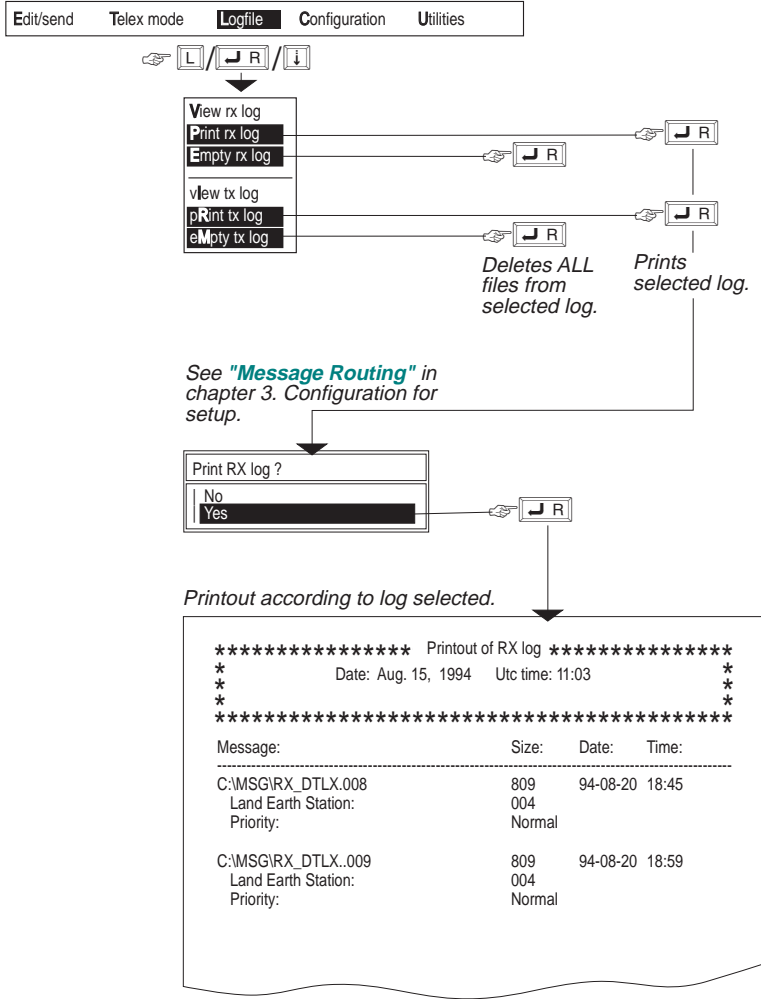 Edit/send Telex mode Logfile Configuration Utilities
L / R / ↓
View rx log
Print rx log
R
Empty rx log
R
vIew tx log
pRint tx log
R
eMpty tx log
R
Deletes ALL
files from
selected log.
Prints
selected log.
See "Message Routing" in
chapter 3. Configuration for
setup.
Print RX log ?
No
Yes
R
Printout according to log selected.
**************** Printout of RX log ***************
* Date: Aug. 15, 1994 Utc time: 11:03 *
* *
* *
******************************************
Message: Size: Date: Time:
--------------------------------------------------------------------------------------------------------------
C:\MSG\RX_DTLX.008 809 94-08-20 18:45
Land Earth Station: 004
Priority: Normal
C:\MSG\RX_DTLX..009 809 94-08-20 18:59
Land Earth Station: 004
Priority: Normal